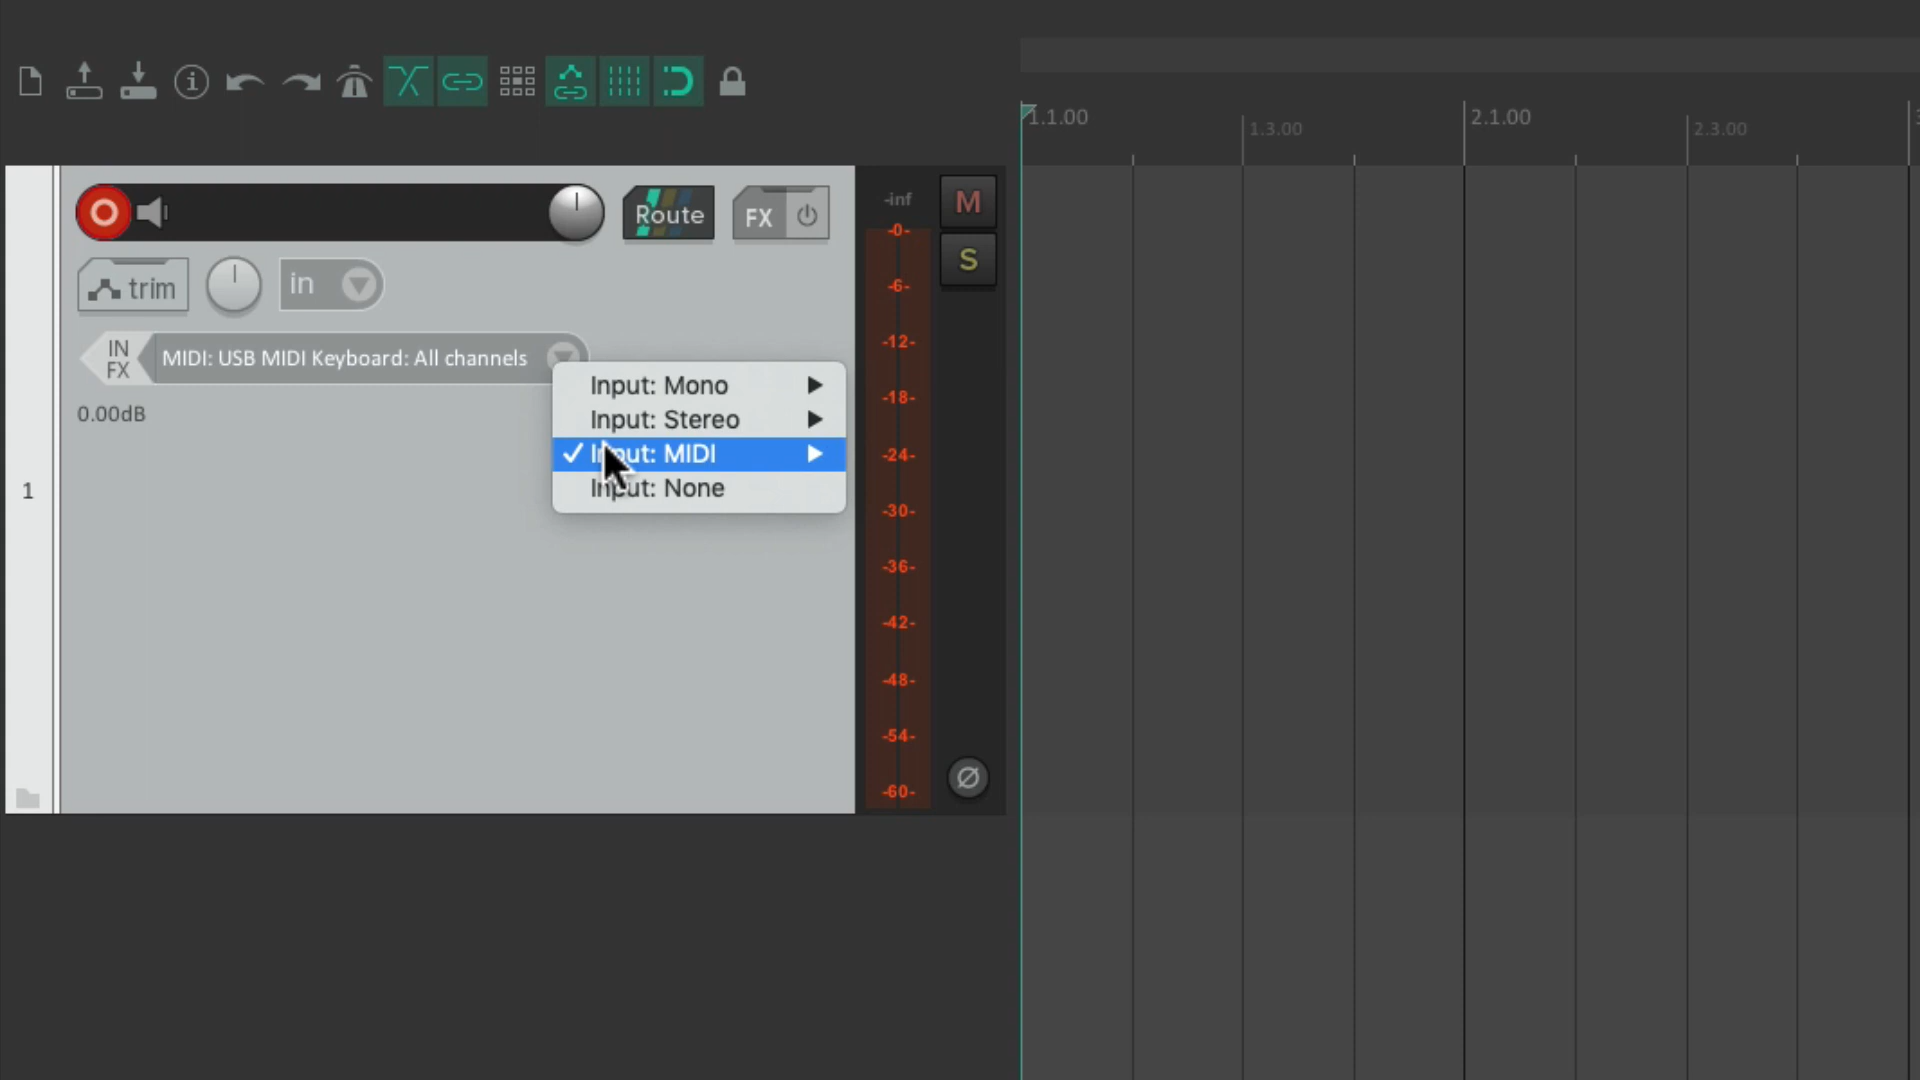 1.1.00
1.3.00
2.1.00
2.3.00
Route
FX
-inf
M
-0-
S
trim
in
-6-
IN
FX
MIDI: USB MIDI Keyboard: All channels
-12-
Input: Mono
0.00dB
-18-
Input: Stereo
Input: MIDI
-24-
Input: None
1
-30-
-36-
-42-
-48-
-54-
-60-